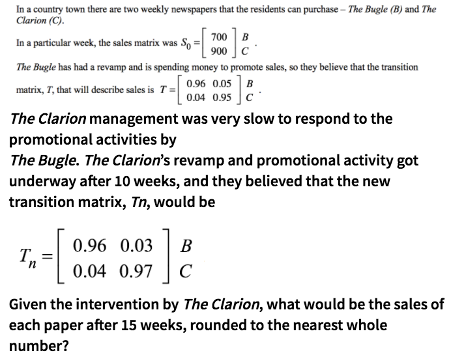 In a country town there are two weekly newspapers that the residents can purchase – The Bugle (B) and The
Clarion (C).
In a particular week, the sales matrix was S₀ = [ 700 ] B
[ 900 ] C .
The Bugle has had a revamp and is spending money to promote sales, so they believe that the transition
matrix, T, that will describe sales is T = [ 0.96 0.05 ] B
[ 0.04 0.95 ] C .
The Clarion management was very slow to respond to the
promotional activities by
The Bugle. The Clarion’s revamp and promotional activity got
underway after 10 weeks, and they believed that the new
transition matrix, Tn, would be
Tₙ = [ 0.96 0.03 ] B
[ 0.04 0.97 ] C
Given the intervention by The Clarion, what would be the sales of
each paper after 15 weeks, rounded to the nearest whole
number?